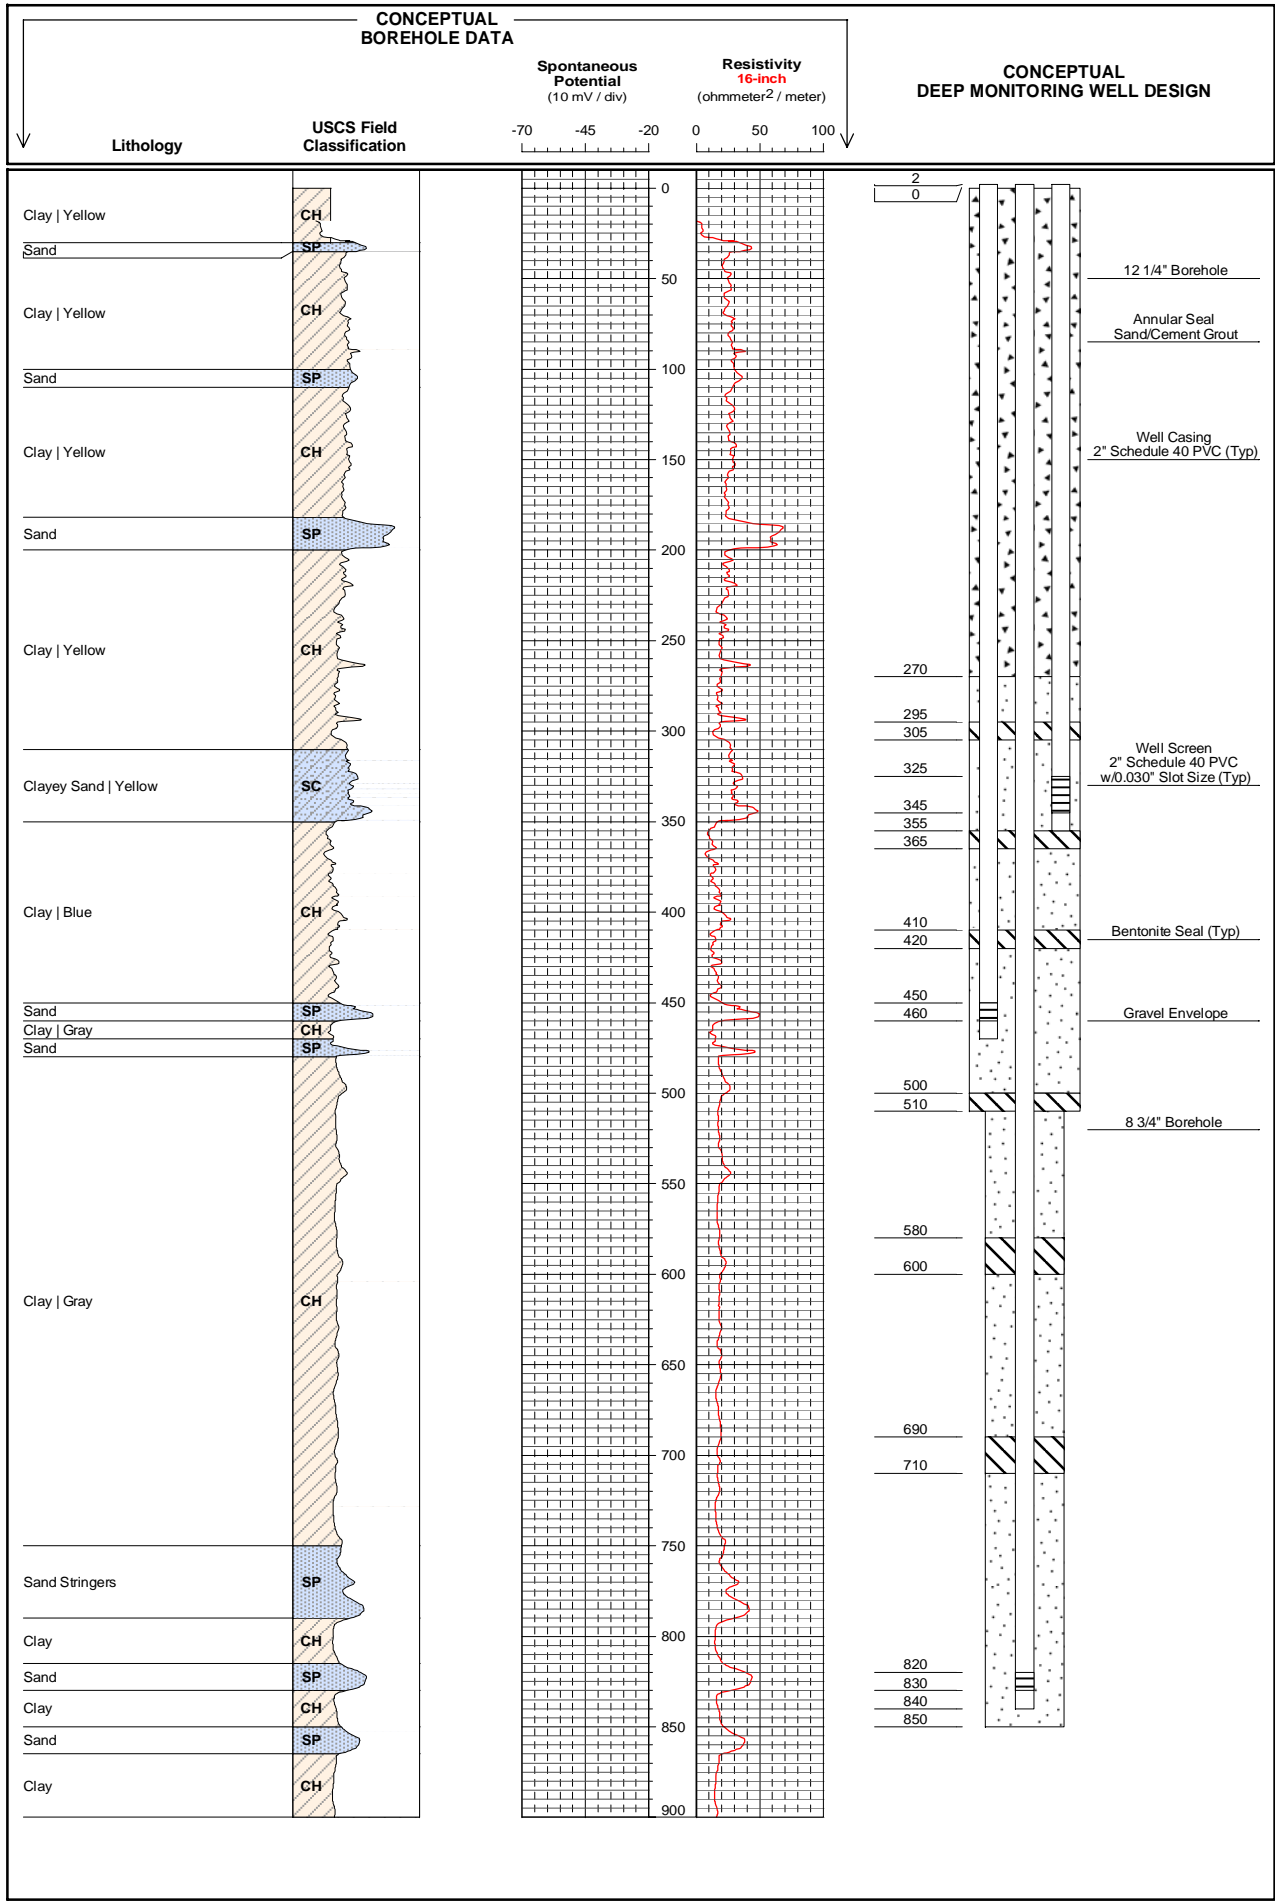 CONCEPTUAL
BOREHOLE DATA
Lithology
USCS Field
Classification
Spontaneous
Potential
(10 mV / div)
-70 -45 -20
Resistivity
16-inch
(ohmmeter2 / meter)
0 50 100
CONCEPTUAL
DEEP MONITORING WELL DESIGN
Clay | Yellow
Sand
Clay | Yellow
Sand
Clay | Yellow
Sand
Clay | Yellow
Clayey Sand | Yellow
Clay | Blue
Sand
Clay | Gray
Sand
Clay | Gray
Sand Stringers
Clay
Sand
Clay
Sand
Clay
CH
SP
CH
SP
CH
SP
CH
SC
CH
SP
CH
SP
CH
SP
CH
SP
CH
SP
CH
0
50
100
150
200
250
300
350
400
450
500
550
600
650
700
750
800
850
900
2
0
270
295
305
325
345
355
365
410
420
450
460
500
510
580
600
690
710
820
830
840
850
12 1/4" Borehole
Annular Seal
Sand/Cement Grout
Well Casing
2" Schedule 40 PVC (Typ)
Well Screen
2" Schedule 40 PVC
w/0.030" Slot Size (Typ)
Bentonite Seal (Typ)
Gravel Envelope
8 3/4" Borehole